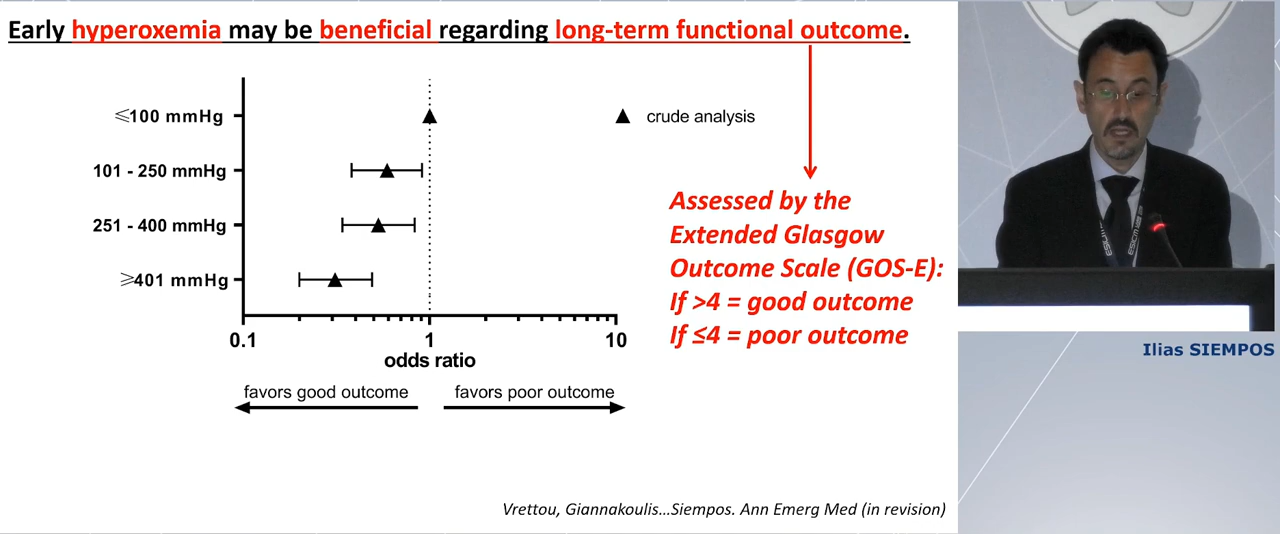 Early hyperoxemia may be beneficial regarding long-term functional outcome.
≤100 mmHg
101 - 250 mmHg
251 - 400 mmHg
≥401 mmHg
▲ crude analysis
0.1
1
10
odds ratio
favors good outcome
favors poor outcome
Assessed by the
Extended Glasgow
Outcome Scale (GOS-E):
If >4 = good outcome
If ≤4 = poor outcome
Vrettou, Giannakoulis...Siempos. Ann Emerg Med (in revision)
ESICM
ESICM
Ilias SIEMPOS